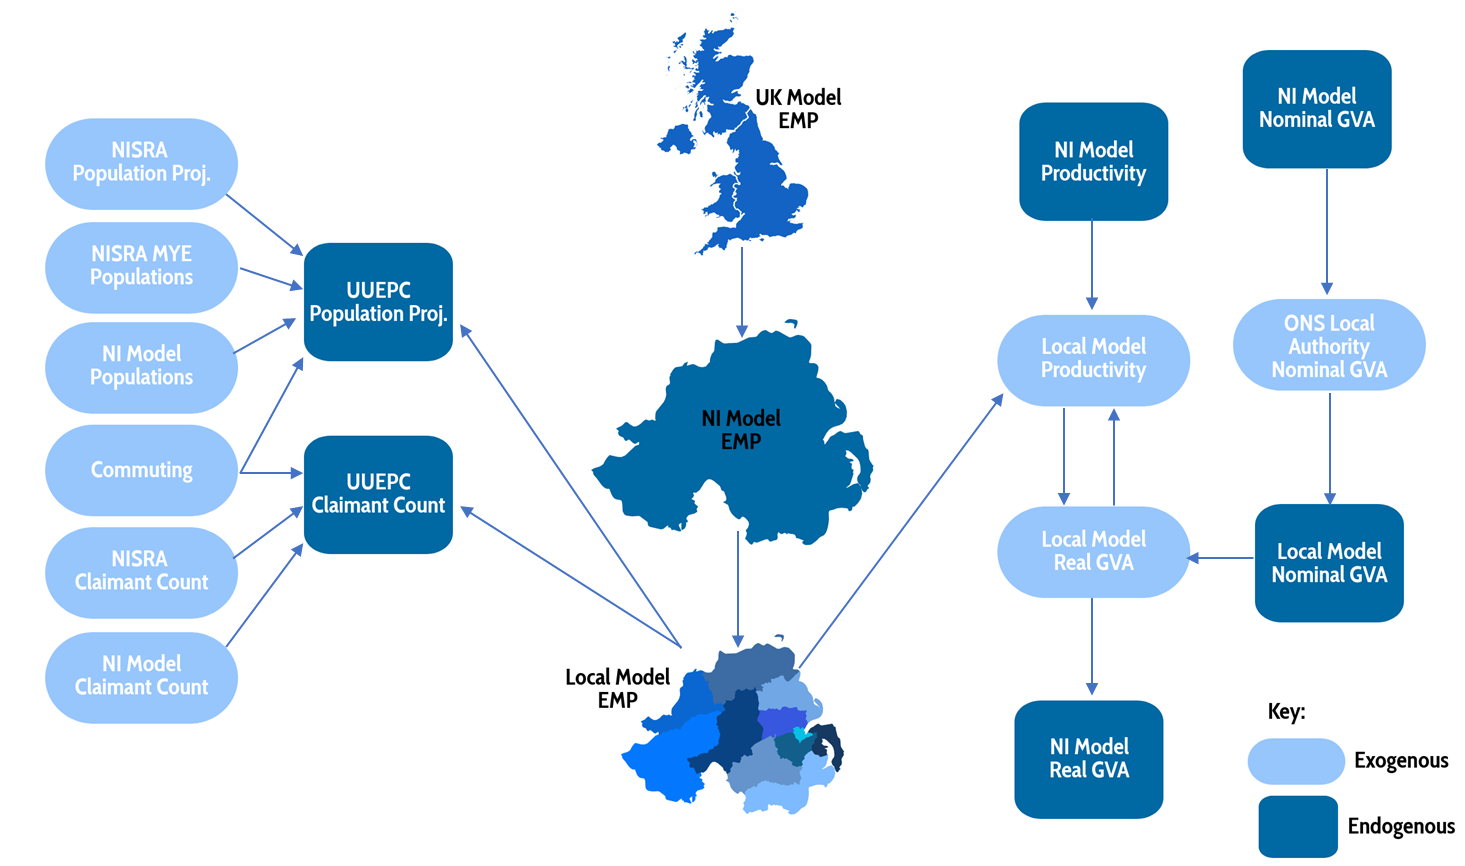 NISRA
Population Proj.
NISRA MYE
Populations
NI Model
Populations
Commuting
NISRA
Claimant Count
NI Model
Claimant Count
UUEPC
Population Proj.
UUEPC
Claimant Count
UK Model
EMP
NI Model
EMP
Local Model
EMP
NI Model
Productivity
Local Model
Productivity
Local Model
Real GVA
NI Model
Real GVA
NI Model
Nominal GVA
ONS Local
Authority
Nominal GVA
Local Model
Nominal GVA
Key:
Exogenous
Endogenous